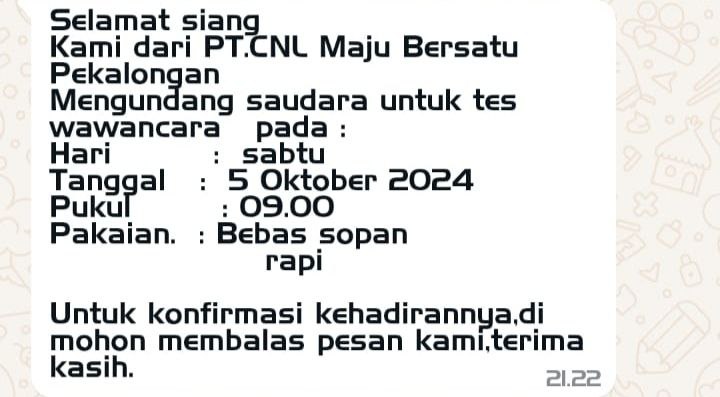 Selamat siang
Kami dari PT.CNL Maju Bersatu
Pekalongan
Mengundang saudara untuk tes
wawancara pada :
Hari : sabtu
Tanggal : 5 Oktober 2024
Pukul : 09.00
Pakaian. : Bebas sopan
rapi
Untuk konfirmasi kehadirannya,di
mohon membalas pesan kami,terima
kasih.
21.22